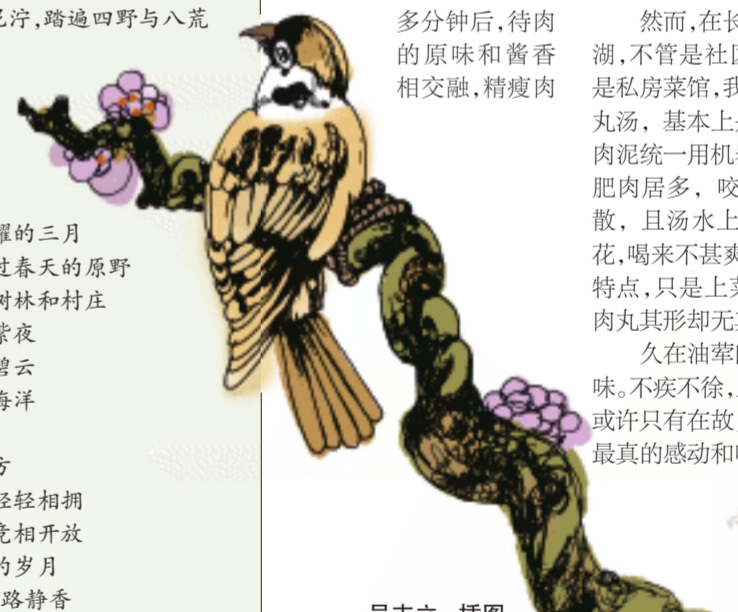 泞,踏遍四野与八荒
的三月
过春天的原野
树林和村庄
紫夜
碧云
海洋
方
轻轻相拥
竞相开放
的岁月
路静香
多分钟后,待肉
的原味和酱香
相交融,精瘦肉
然而,在长
湖,不管是社区
是私房菜馆,我
丸汤,基本上是
肉泥统一用机
肥肉居多,咬
散,且汤水上
花,喝来不甚爽
特点,只是上菜
肉丸其形却无
久在油荤
味。不疾不徐,
或许只有在故
最真的感动和
插图